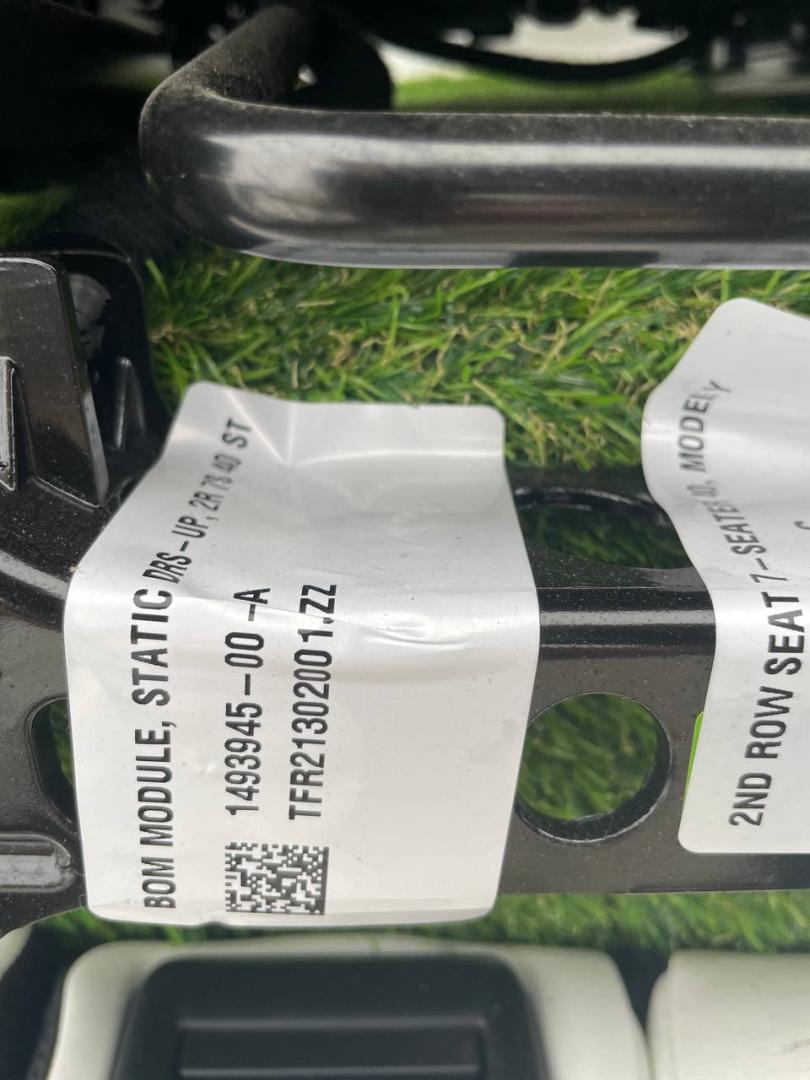 BOM MODULE, STATIC DRS-UP, 2R 7S 40 ST
1493945-00-A
TFR21302001.ZZ
2ND ROW SEAT 7-SEATER 40, MODELY